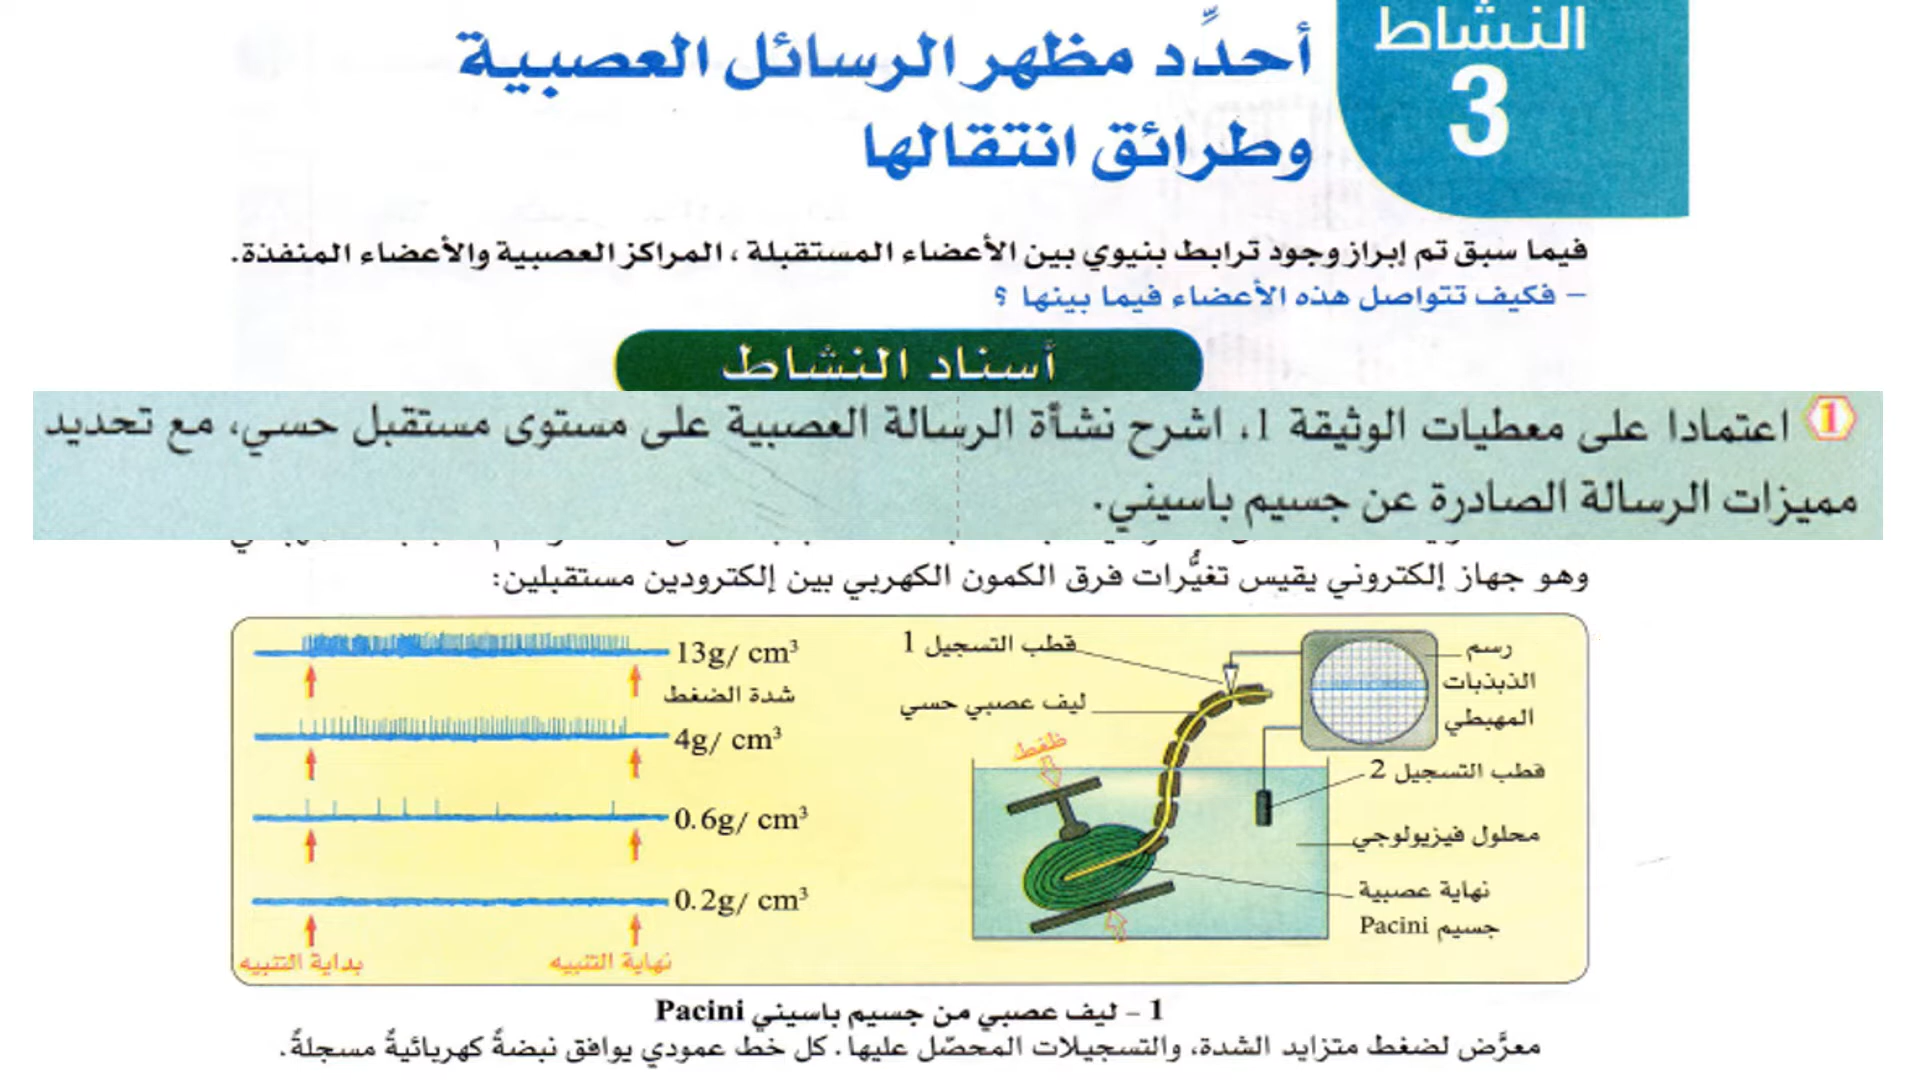 النشاط
3
أحدِّد مظهر الرسائل العصبية
وطرائق انتقالها
فيما سبق تم إبراز وجود ترابط بنيوي بين الأعضاء المستقبلة ، المراكز العصبية والأعضاء المنفذة.
– فكيف تتواصل هذه الأعضاء فيما بينها ؟
أسناد النشاط
1 اعتمادا على معطيات الوثيقة 1، اشرح نشأة الرسالة العصبية على مستوى مستقبل حسي، مع تحديد
مميزات الرسالة الصادرة عن جسيم باسيني.
وهو جهاز إلكتروني يقيس تغيُّرات فرق الكمون الكهربي بين إلكترودين مستقبلين:
رسم
الذبذبات
المهبطي
قطب التسجيل 1
ليف عصبي حسي
ظغط
قطب التسجيل 2
محلول فيزيولوجي
نهاية عصبية
جسيم Pacini
13g/ cm³
شدة الضغط
4g/ cm³
0.6g/ cm³
0.2g/ cm³
بداية التنبيه
نهاية التنبيه
1 – ليف عصبي من جسيم باسيني Pacini
معرَّض لضغط متزايد الشدة، والتسجيلات المحصّل عليها. كل خط عمودي يوافق نبضةً كهربائيةً مسجلةً.